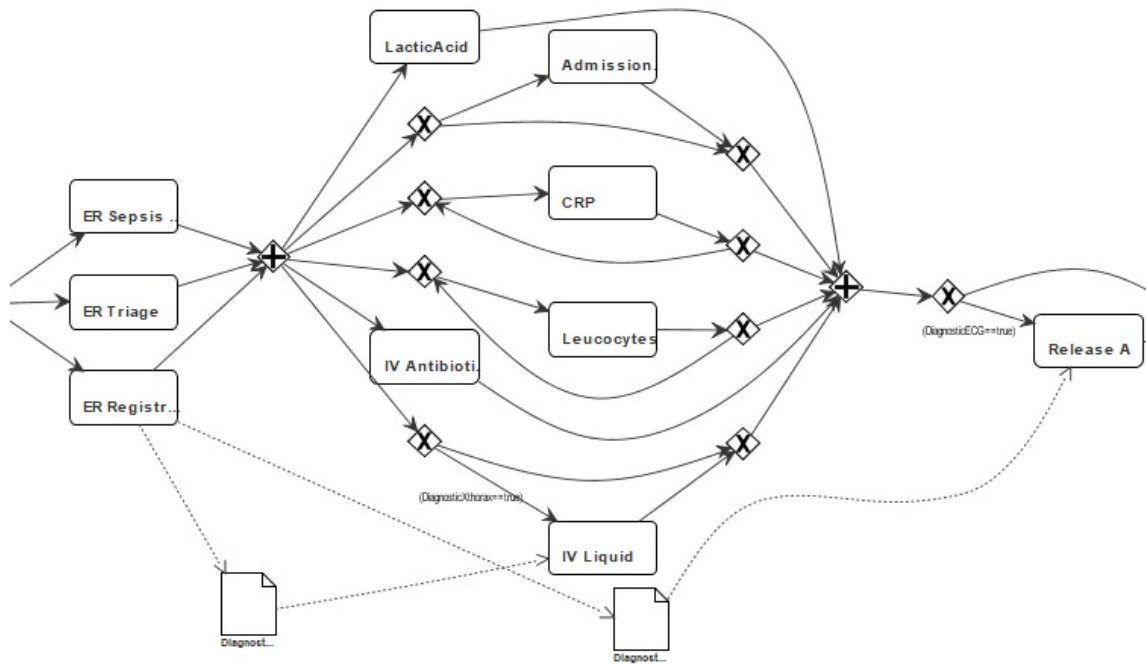 LacticAcid
Admission.
ER Sepsis ..
CRP
ER Triage
Leucocytes
(DiagnosticECG==true)
Release A
IV Antibioti..
ER Registr...
(DiagnosticXthorax==true)
IV Liquid
Diagnost...
Diagnost...